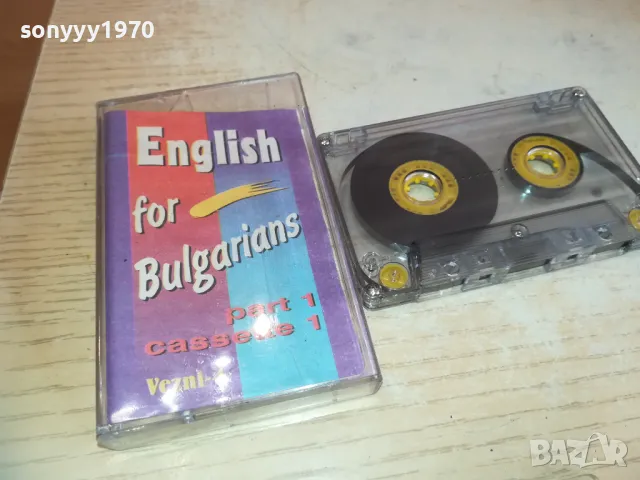 sonyyy1970
English
for
Bulgarians
part 1
cassette 1
Vezni-
BAZAR